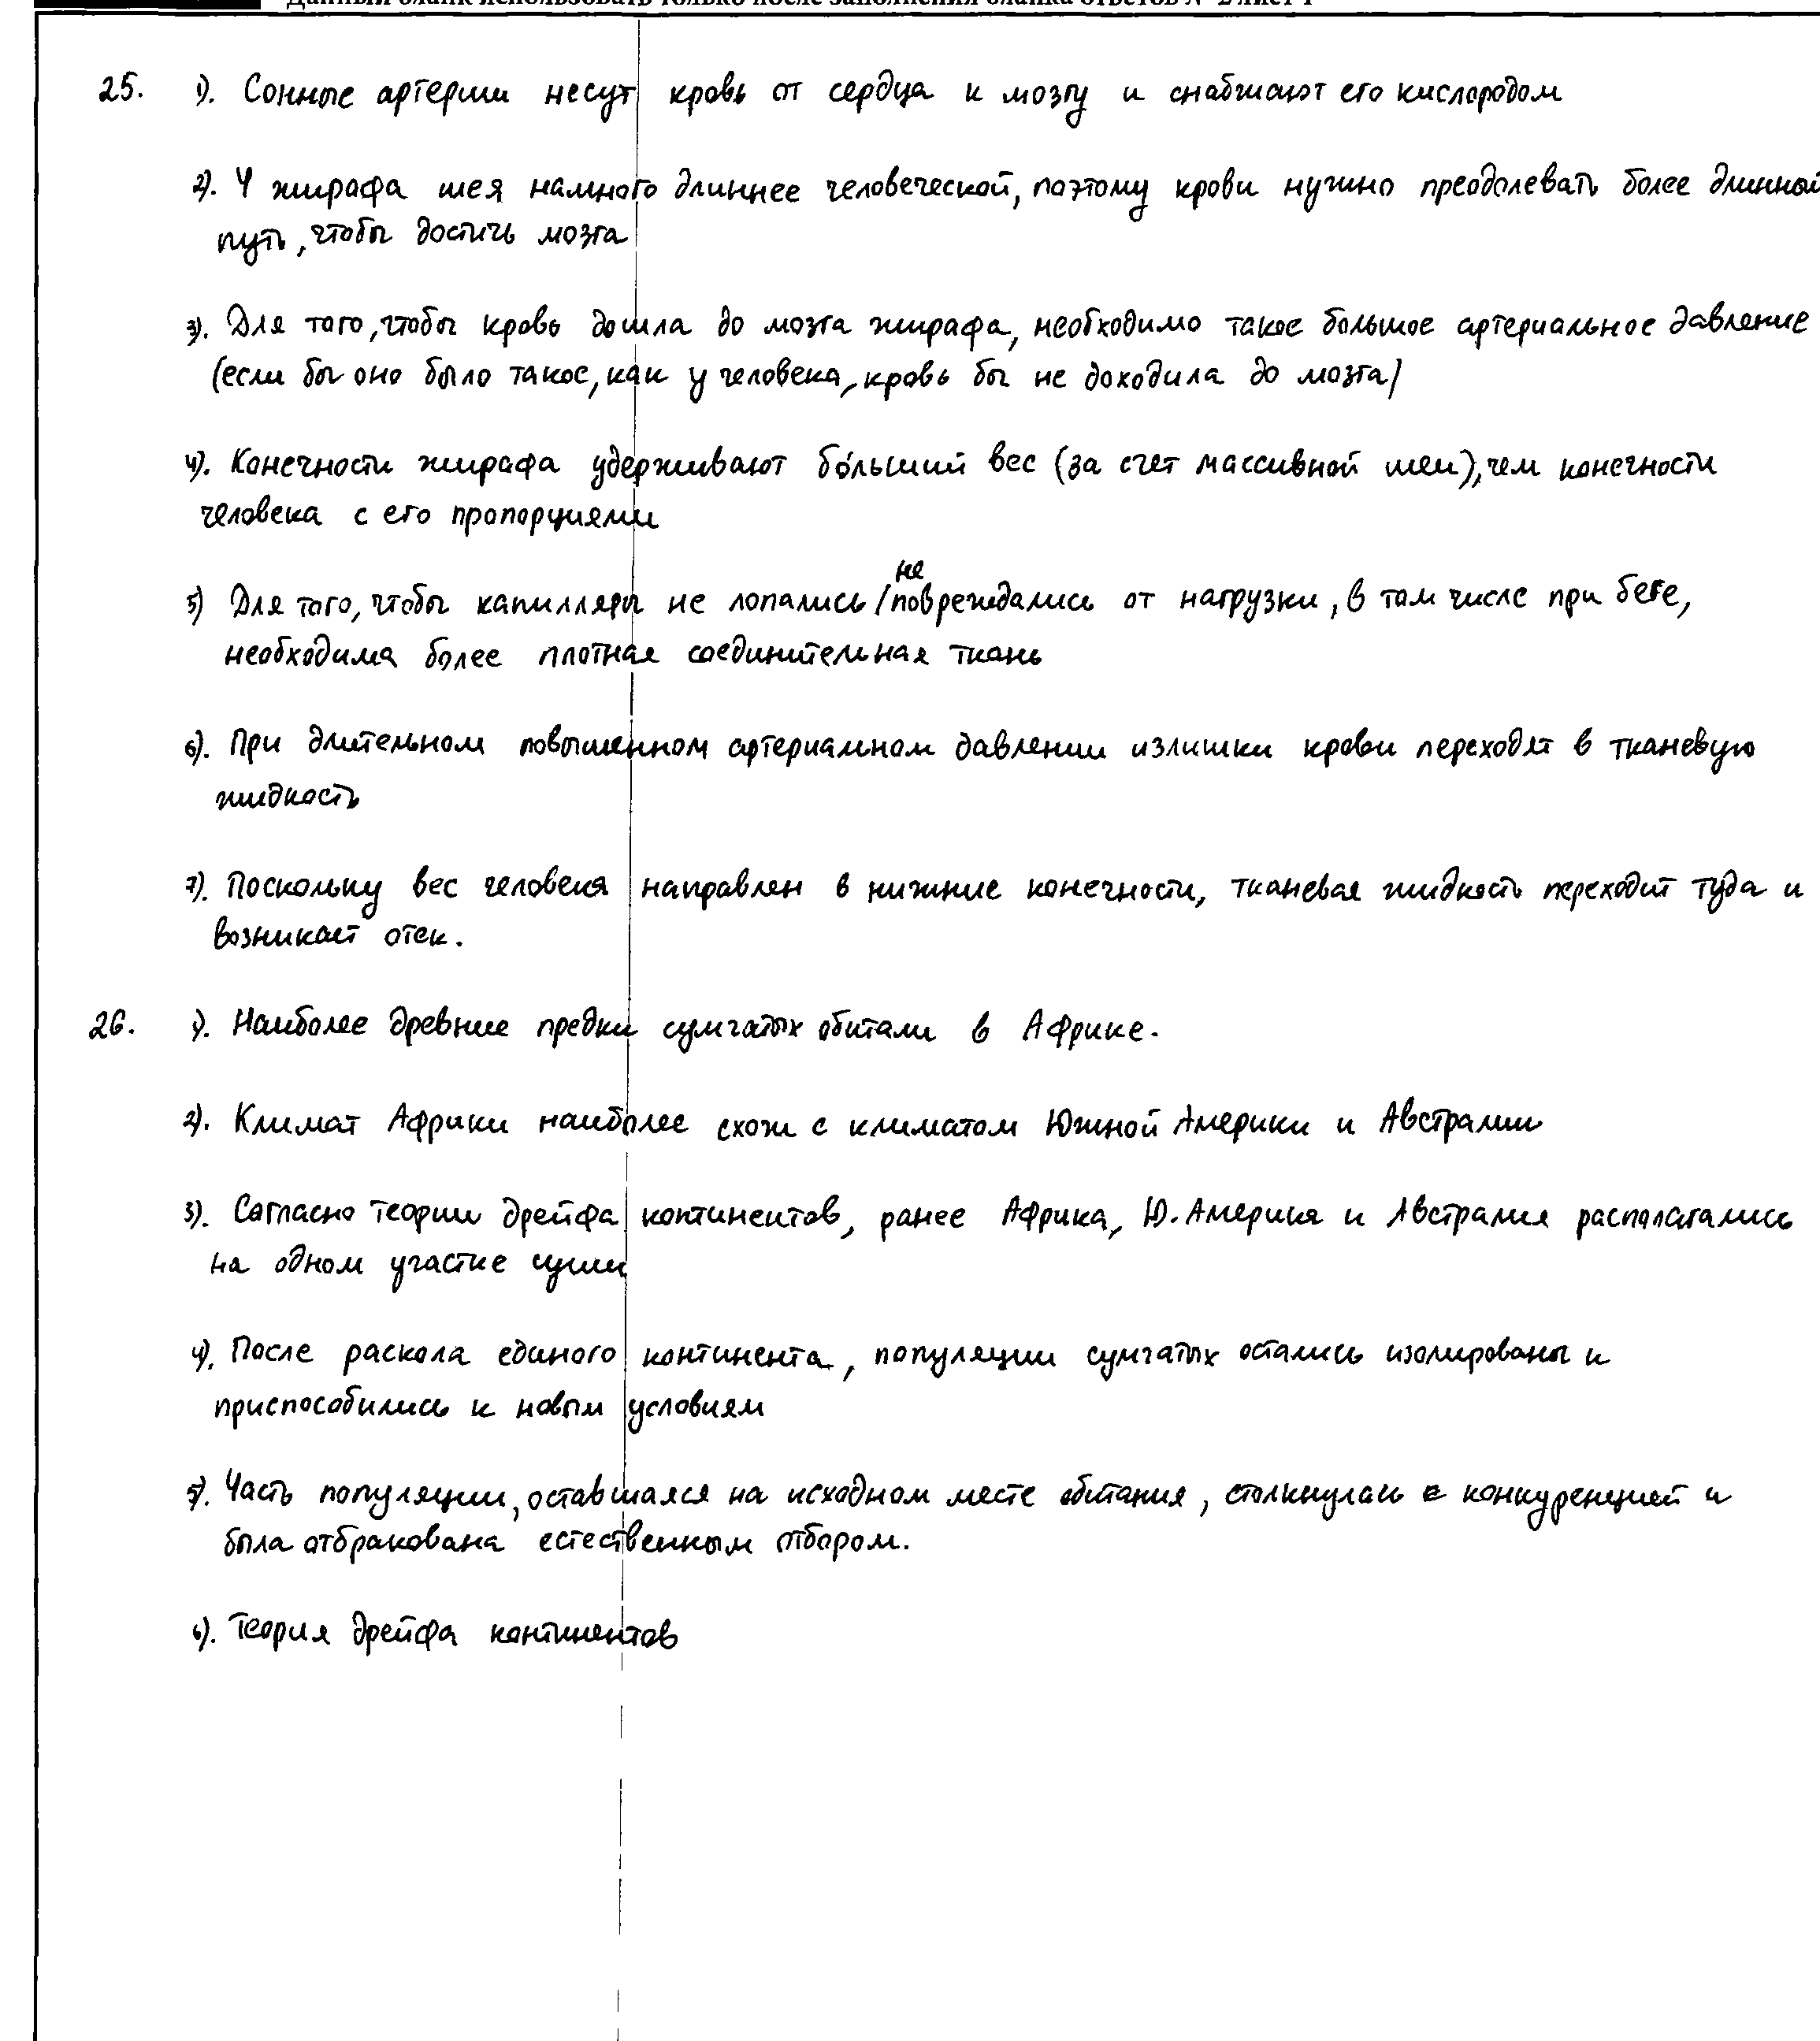 Данный бланк использовать только после заполнения бланка ответов № 2 лист 1
25. 1). Сонные артерии несут кровь от сердца к мозгу и снабжают его кислородом
2). У жирафа шея намного длиннее человеческой, поэтому крови нужно преодолевать более длинный
путь, чтобы достичь мозга
3). Для того, чтобы кровь дошла до мозга жирафа, необходимо такое большое артериальное давление
(если бы оно было такое, как у человека, кровь бы не доходила до мозга)
4). Конечности жирафа удерживают бо́льший вес (за счет массивной шеи), чем конечности
человека с его пропорциями
не
5) Для того, чтобы капилляры не лопались / повреждались от нагрузки, в том числе при беге,
необходима более плотная соединительная ткань
6). При длительном повышенном артериальном давлении излишки крови переходят в тканевую
жидкость
7). Поскольку вес человека направлен в нижние конечности, тканевая жидкость переходит туда и
возникает отек.
26. 1). Наиболее древние предки сумчатых обитали в Африке.
2). Климат Африки наиболее схож с климатом Южной Америки и Австралии
3). Согласно теории дрейфа континентов, ранее Африка, Ю. Америка и Австралия располагались
на одном участке суши
4). После раскола единого континента, популяции сумчатых остались изолированы и
приспособились к новым условиям
5). Часть популяции, оставшаяся на исходном месте обитания, столкнулась с конкуренцией и
была отбракована естественным отбором.
6). Теория дрейфа континентов